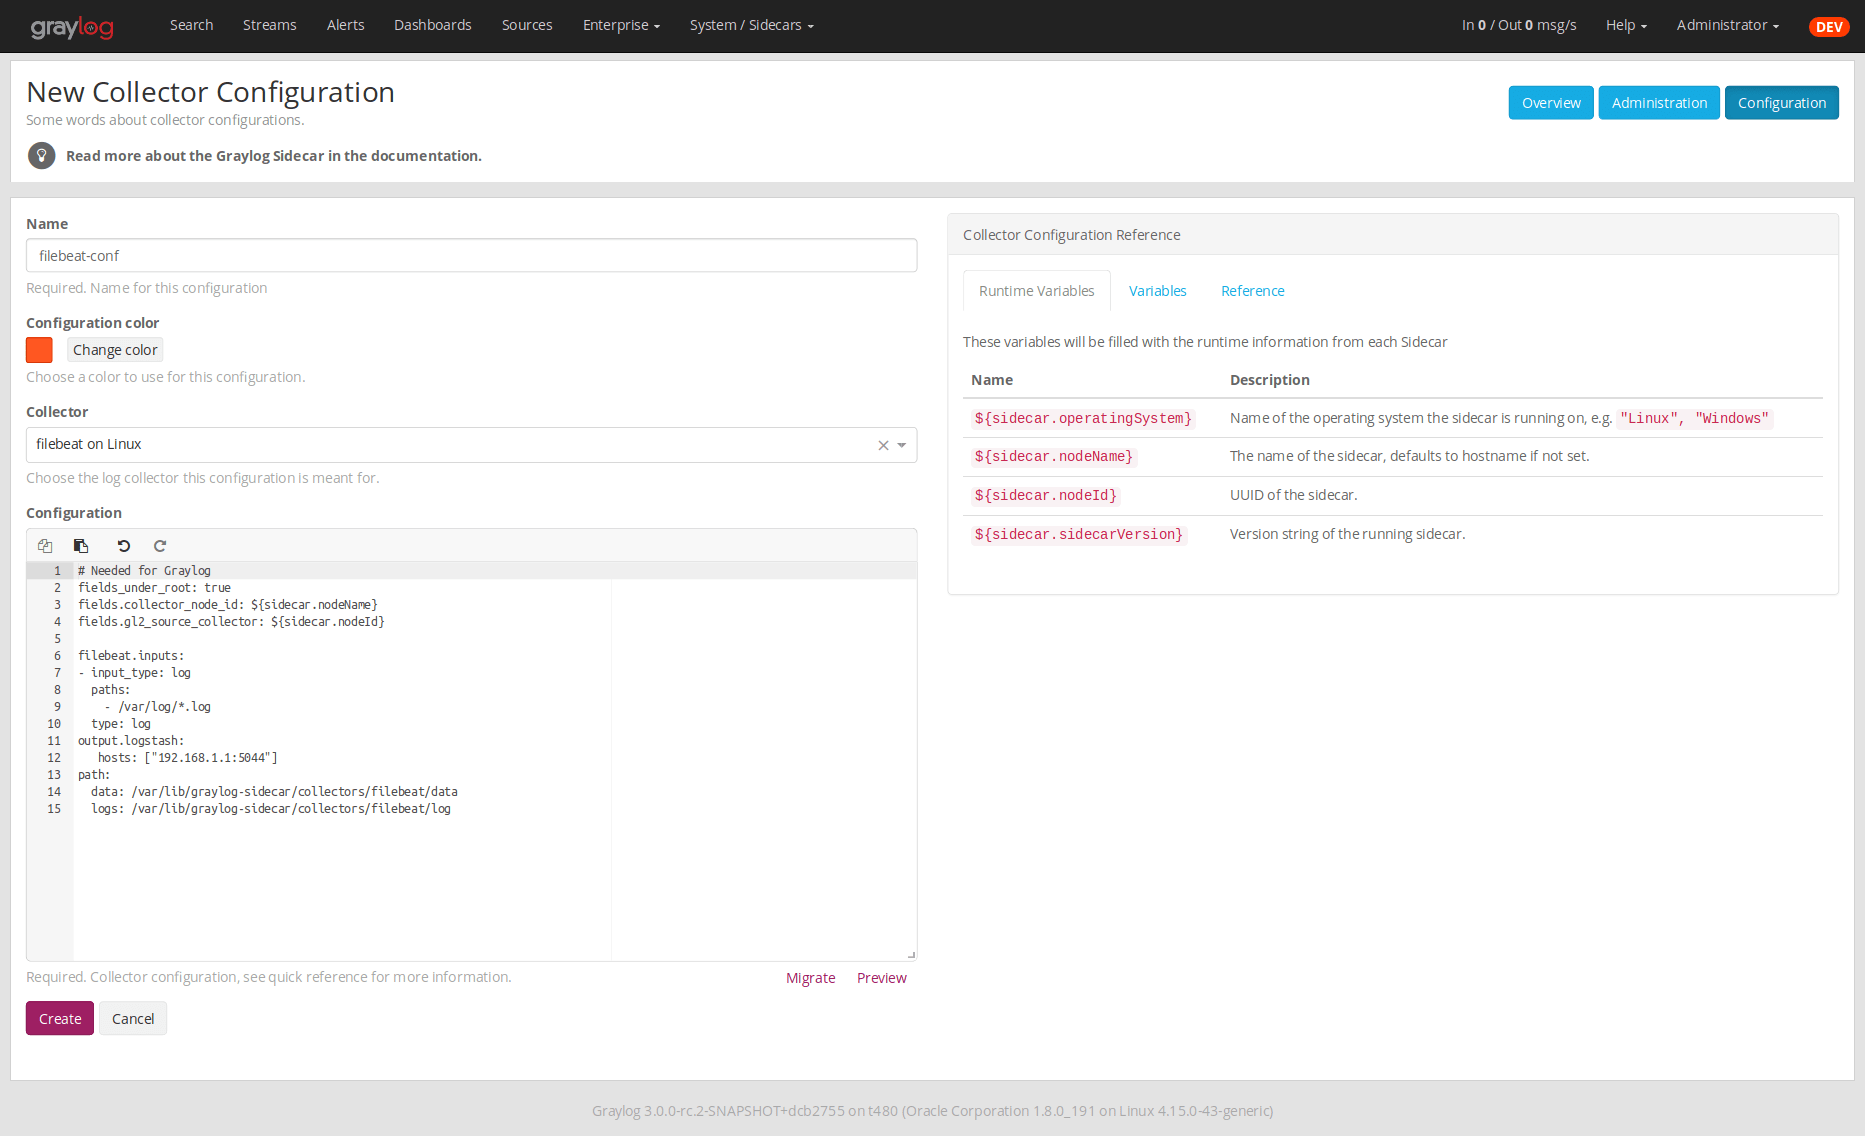 graylog Search Streams Alerts Dashboards Sources Enterprise System / Sidecars In 0 / Out 0 msg/s Help Administrator DEV
New Collector Configuration
Some words about collector configurations.
Overview Administration Configuration
Read more about the Graylog Sidecar in the documentation.
Name
filebeat-conf
Required. Name for this configuration
Configuration color
Change color
Choose a color to use for this configuration.
Collector
filebeat on Linux
Choose the log collector this configuration is meant for.
Configuration
1 # Needed for Graylog
2 fields_under_root: true
3 fields.collector_node_id: ${sidecar.nodeName}
4 fields.gl2_source_collector: ${sidecar.nodeId}
5
6 filebeat.inputs:
7 - input_type: log
8   paths:
9     - /var/log/*.log
10   type: log
11 output.logstash:
12    hosts: ["192.168.1.1:5044"]
13 path:
14   data: /var/lib/graylog-sidecar/collectors/filebeat/data
15   logs: /var/lib/graylog-sidecar/collectors/filebeat/log
Required. Collector configuration, see quick reference for more information.
Migrate Preview
Create Cancel
Collector Configuration Reference
Runtime Variables Variables Reference
These variables will be filled with the runtime information from each Sidecar
Name Description
${sidecar.operatingSystem} Name of the operating system the sidecar is running on, e.g. "Linux", "Windows"
${sidecar.nodeName} The name of the sidecar, defaults to hostname if not set.
${sidecar.nodeId} UUID of the sidecar.
${sidecar.sidecarVersion} Version string of the running sidecar.
Graylog 3.0.0-rc.2-SNAPSHOT+dcb2755 on t480 (Oracle Corporation 1.8.0_191 on Linux 4.15.0-43-generic)